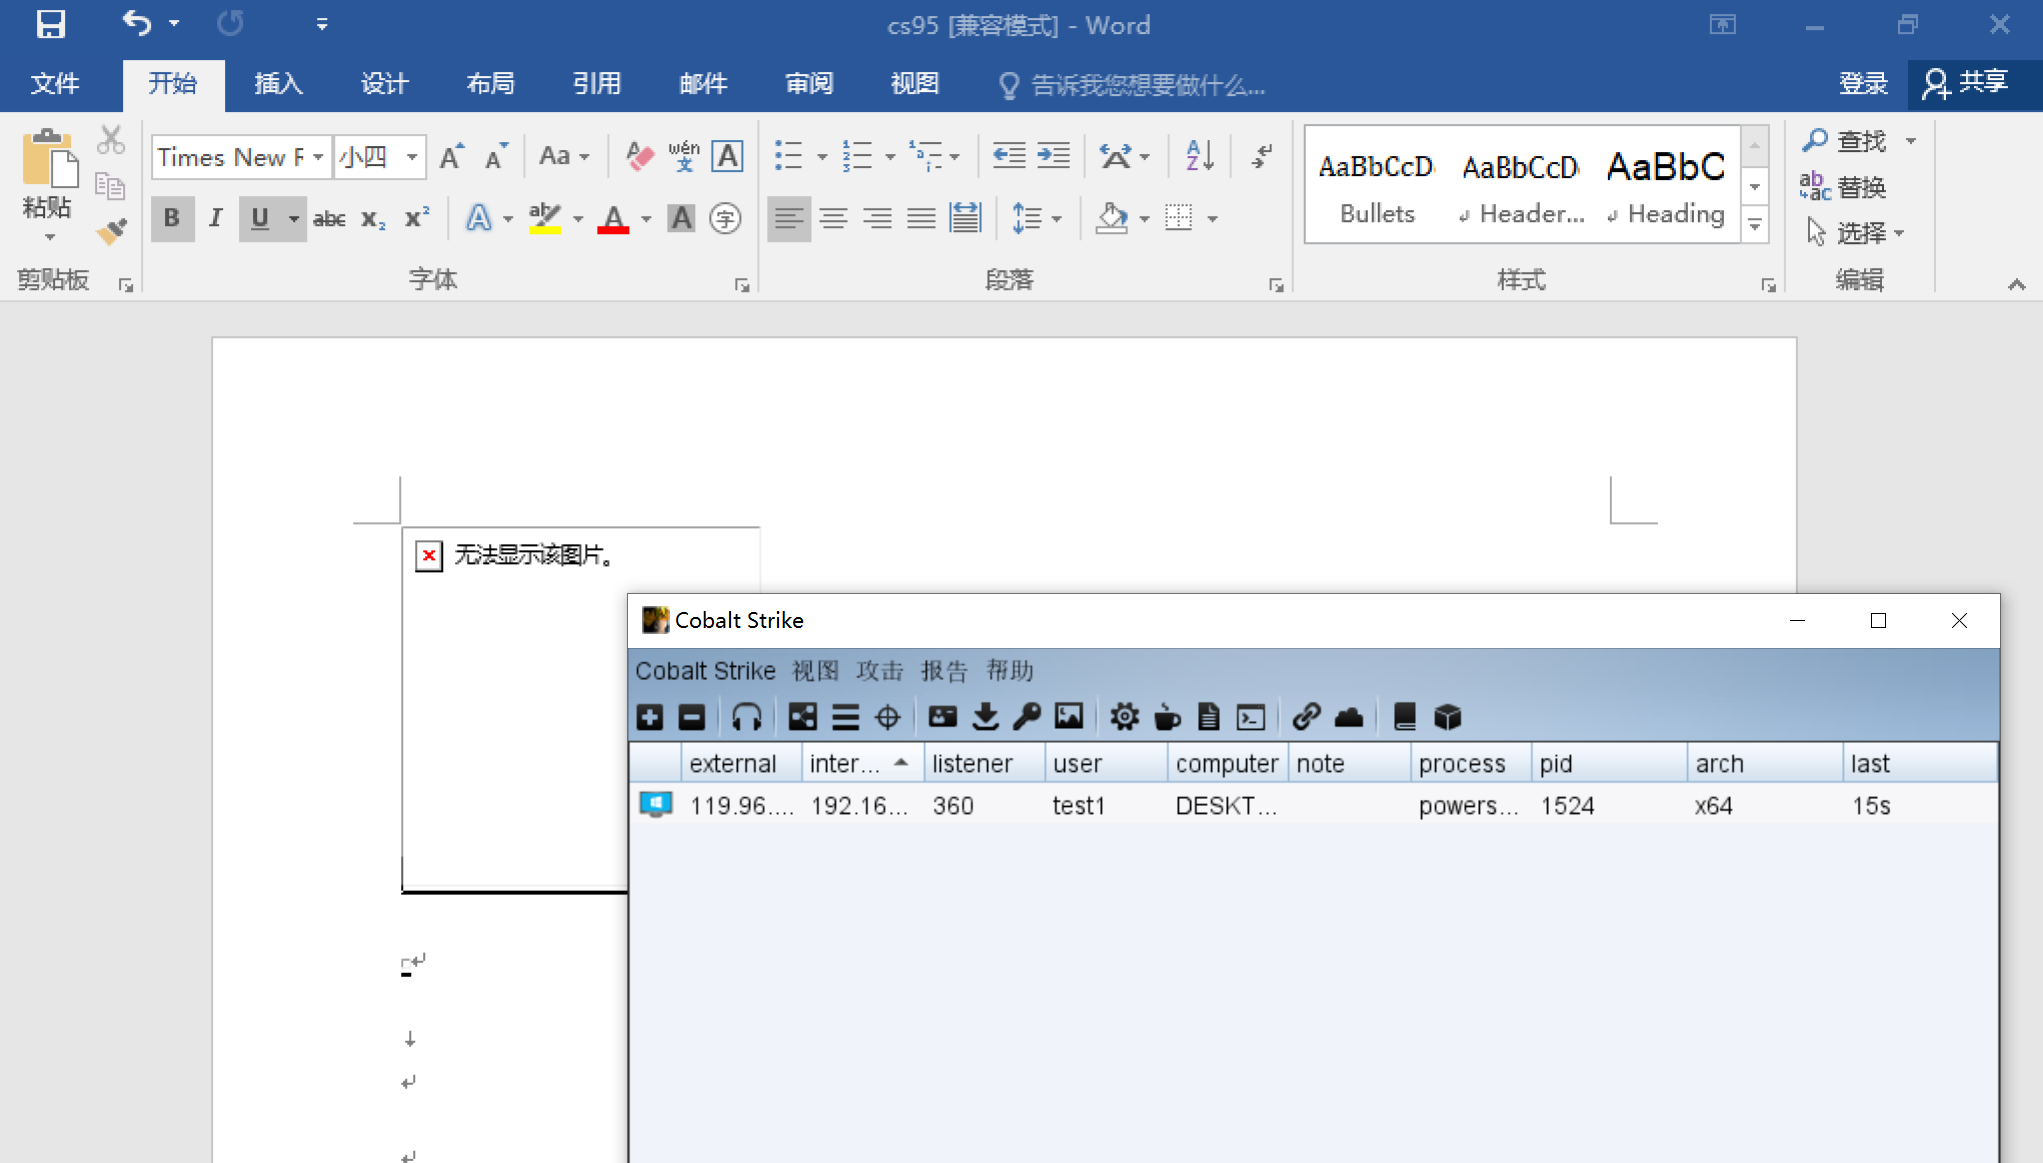 cs95 [兼容模式] - Word
文件 开始 插入 设计 布局 引用 邮件 审阅 视图 告诉我您想要做什么... 登录 共享
粘贴
剪贴板
Times New R 小四 A A Aa wén 文 A
B I U abc X₂ X² A aby A A 字
字体
段落
AaBbCcD AaBbCcD AaBbC
Bullets Header... Heading
样式
查找
替换
选择
编辑
无法显示该图片。
Cobalt Strike
Cobalt Strike 视图 攻击 报告 帮助
external inter... listener user computer note process pid arch last
119.96.... 192.16... 360 test1 DESKT... powers... 1524 x64 15s